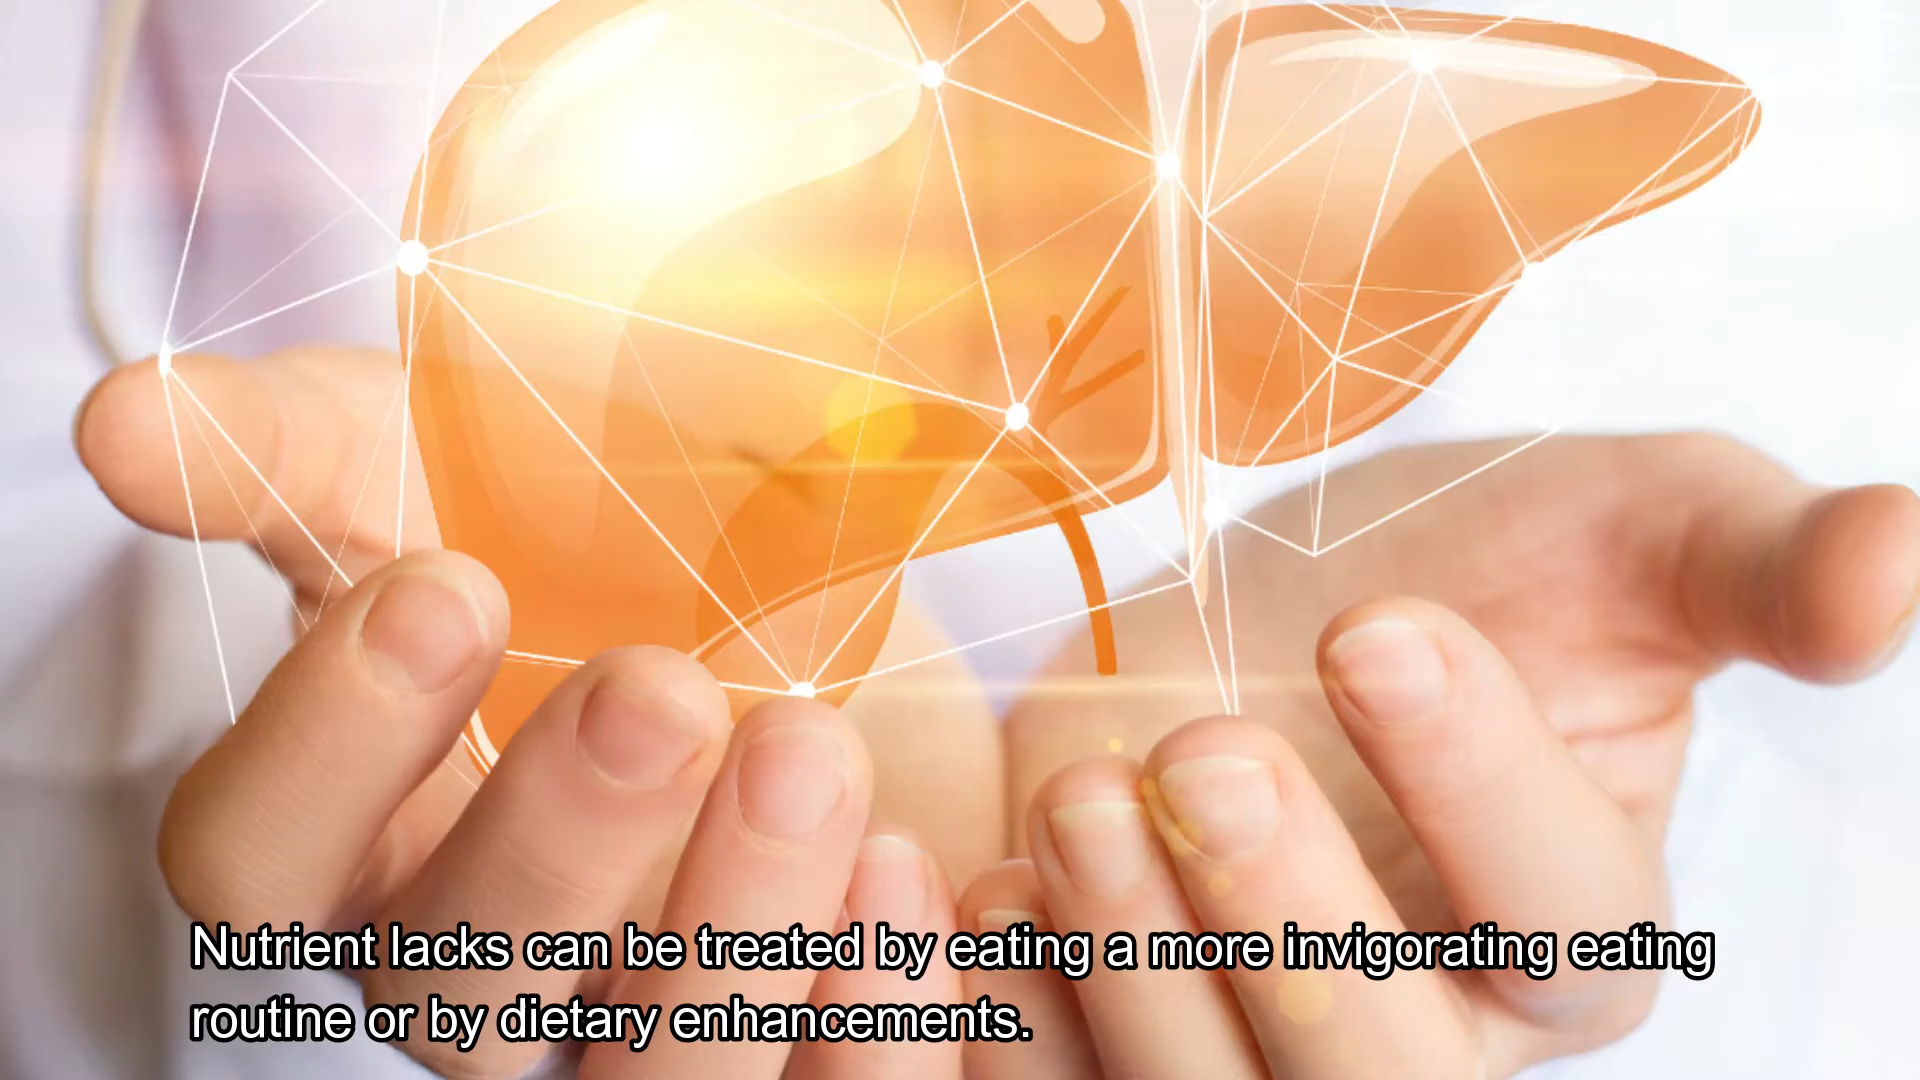 Nutrient lacks can be treated by eating a more invigorating eating
routine or by dietary enhancements.